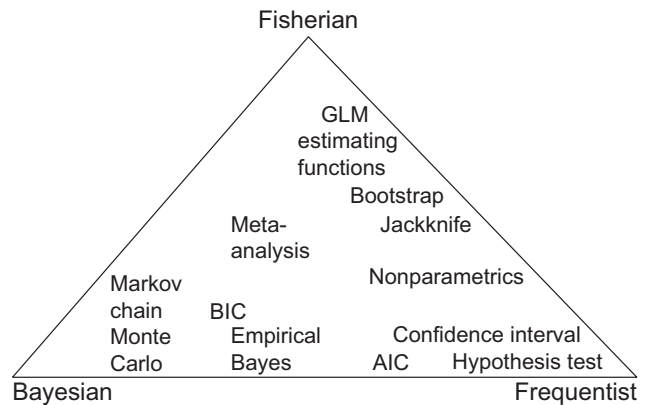 Fisherian
GLM
estimating
functions
Bootstrap
Meta-
analysis
Jackknife
Nonparametrics
Markov
chain
Monte
Carlo
BIC
Empirical
Bayes
Confidence interval
AIC
Hypothesis test
Bayesian
Frequentist